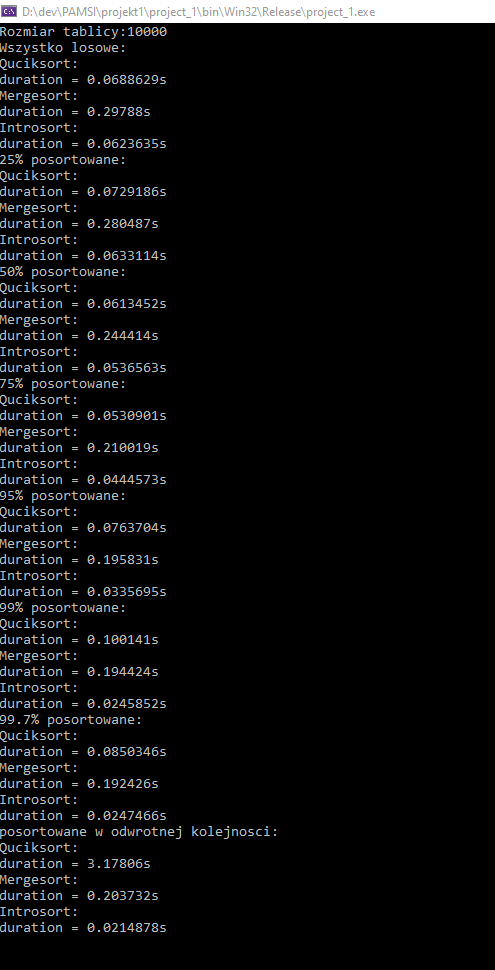 D:\dev\PAMSI\projekt1\project_1\bin\Win32\Release\project_1.exe
Rozmiar tablicy:10000
Wszystko losowe:
Quciksort:
duration = 0.0688629s
Mergesort:
duration = 0.29788s
Introsort:
duration = 0.0623635s
25% posortowane:
Quciksort:
duration = 0.0729186s
Mergesort:
duration = 0.280487s
Introsort:
duration = 0.0633114s
50% posortowane:
Quciksort:
duration = 0.0613452s
Mergesort:
duration = 0.244414s
Introsort:
duration = 0.0536563s
75% posortowane:
Quciksort:
duration = 0.0530901s
Mergesort:
duration = 0.210019s
Introsort:
duration = 0.0444573s
95% posortowane:
Quciksort:
duration = 0.0763704s
Mergesort:
duration = 0.195831s
Introsort:
duration = 0.0335695s
99% posortowane:
Quciksort:
duration = 0.100141s
Mergesort:
duration = 0.194424s
Introsort:
duration = 0.0245852s
99.7% posortowane:
Quciksort:
duration = 0.0850346s
Mergesort:
duration = 0.192426s
Introsort:
duration = 0.0247466s
posortowane w odwrotnej kolejnosci:
Quciksort:
duration = 3.17806s
Mergesort:
duration = 0.203732s
Introsort:
duration = 0.0214878s